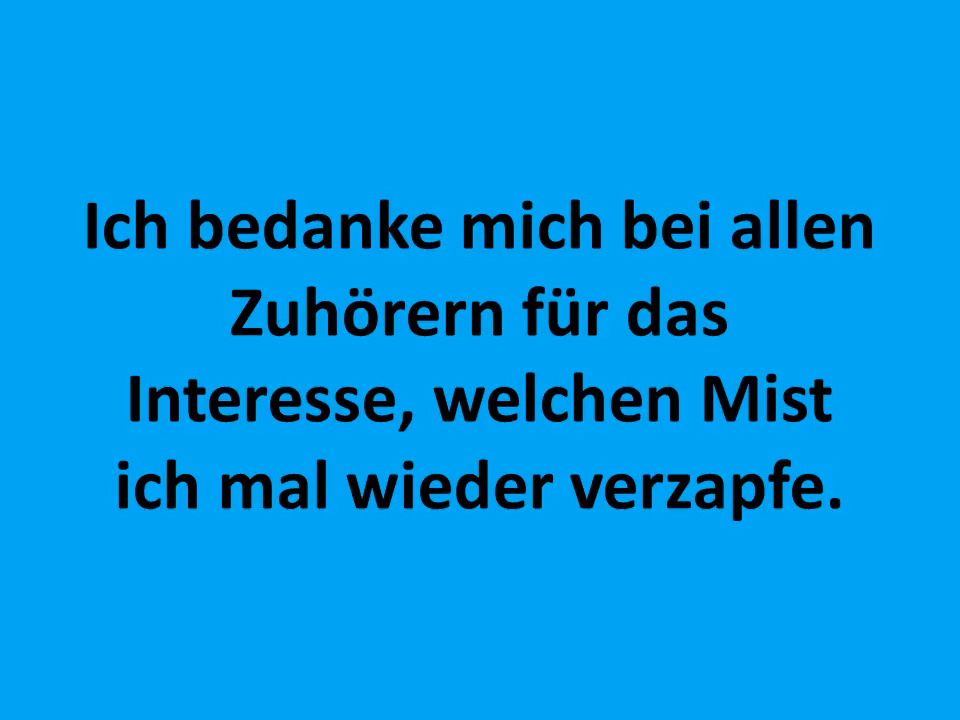 Ich bedanke mich bei allen
Zuhörern für das
Interesse, welchen Mist
ich mal wieder verzapfe.